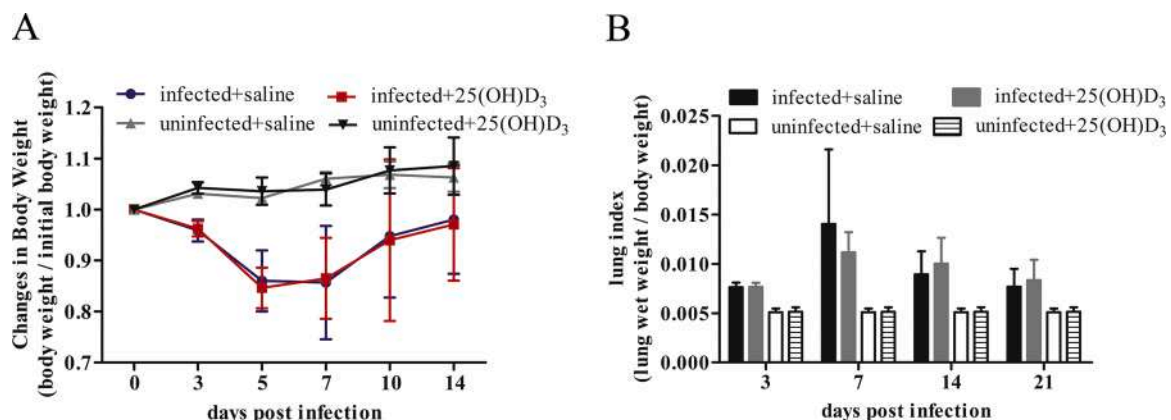 A
infected+saline
infected+25(OH)D3
uninfected+saline
uninfected+25(OH)D3
Changes in Body Weight
(body weight / initial body weight)
1.2
1.1
1.0
0.9
0.8
0.7
0 3 5 7 10 14
days post infection
B
infected+saline
infected+25(OH)D3
uninfected+saline
uninfected+25(OH)D3
lung index
(lung wet weight / body weight)
0.025
0.020
0.015
0.010
0.005
0.000
3 7 14 21
days post infection